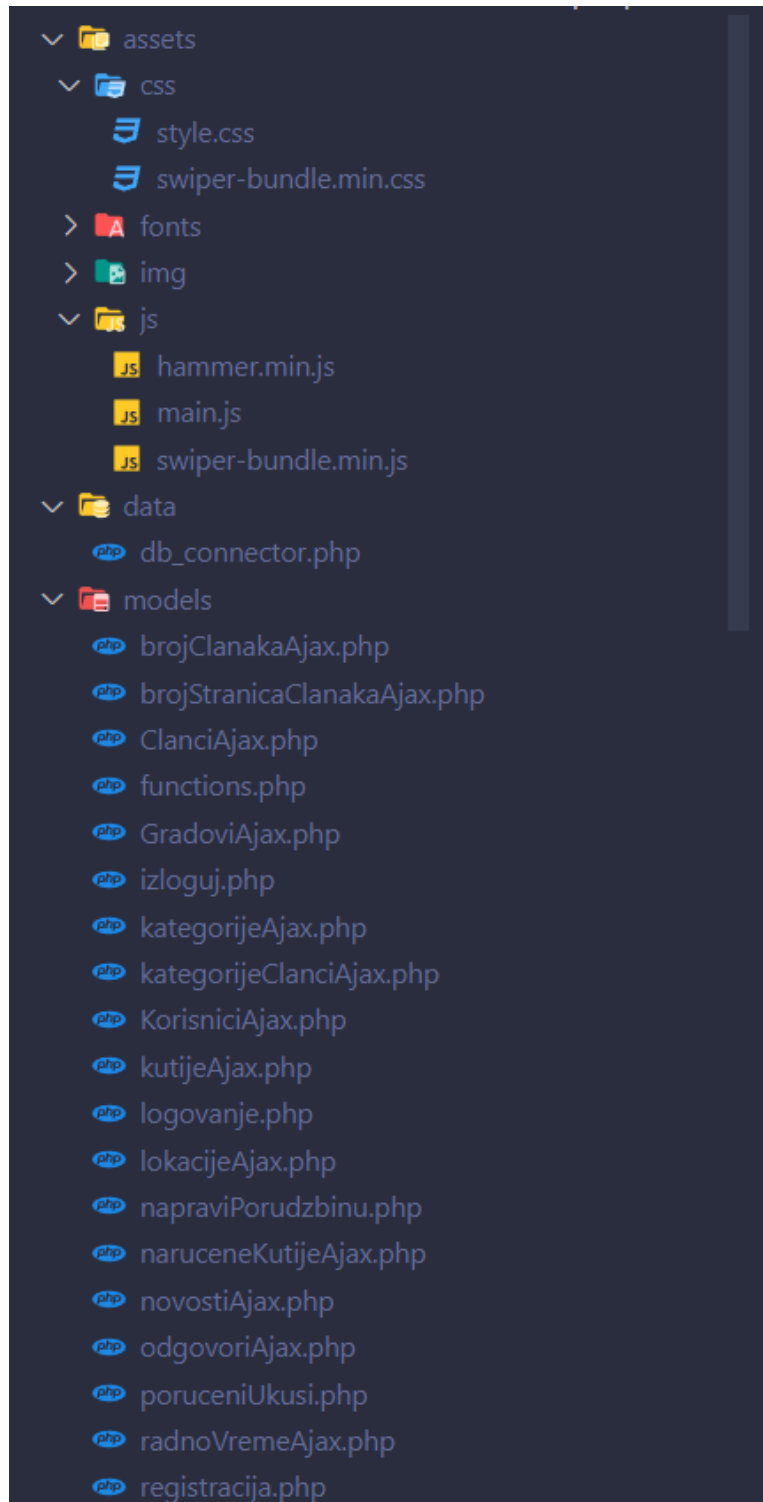 assets
css
style.css
swiper-bundle.min.css
fonts
img
js
hammer.min.js
main.js
swiper-bundle.min.js
data
db_connector.php
models
brojClanakaAjax.php
brojStranicaClanakaAjax.php
ClanciAjax.php
functions.php
GradoviAjax.php
izloguj.php
kategorijeAjax.php
kategorijeClanciAjax.php
KorisniciAjax.php
kutijeAjax.php
logovanje.php
lokacijeAjax.php
napraviPorudzbinu.php
naruceneKutijeAjax.php
novostiAjax.php
odgovoriAjax.php
poruceniUkusi.php
radnoVremeAjax.php
registracija.php